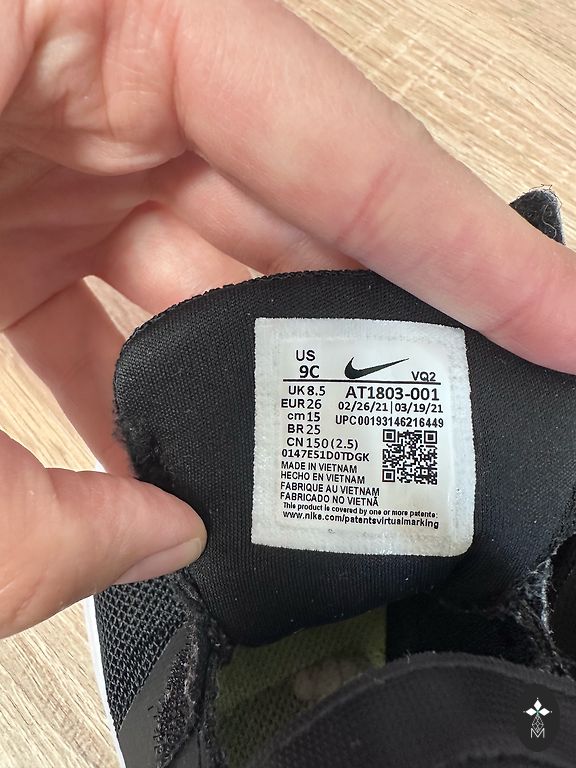 US
9C
VQ2
UK 8.5 AT1803-001
EUR 26 02/26/21 | 03/19/21
cm 15 UPC00193146216449
BR 25
CN 150 (2.5)
0147E51D0TDGK
MADE IN VIETNAM
HECHO EN VIETNAM
FABRIQUE AU VIETNAM
FABRICADO NO VIETNÃ
This product is covered by one or more patents:
www.nike.com/patentsvirtualmarking
M